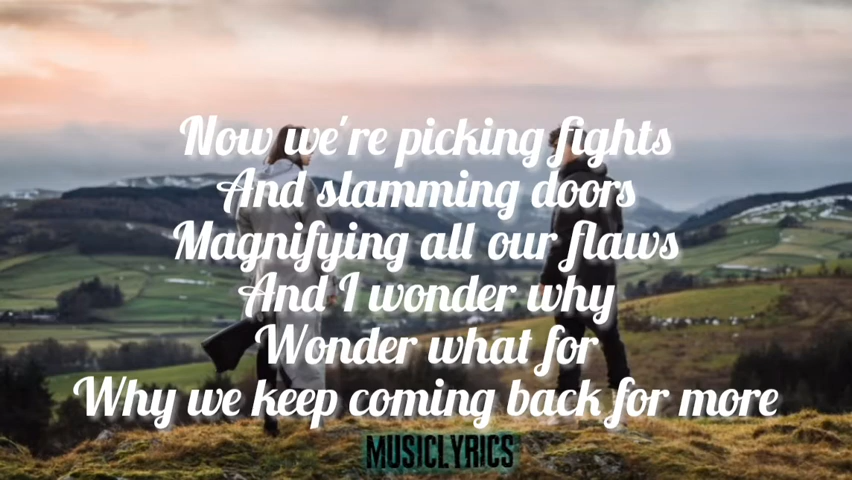 Now we're picking fights
And slamming doors
Magnifying all our flaws
And I wonder why
Wonder what for
Why we keep coming back for more
MUSICLYRICS